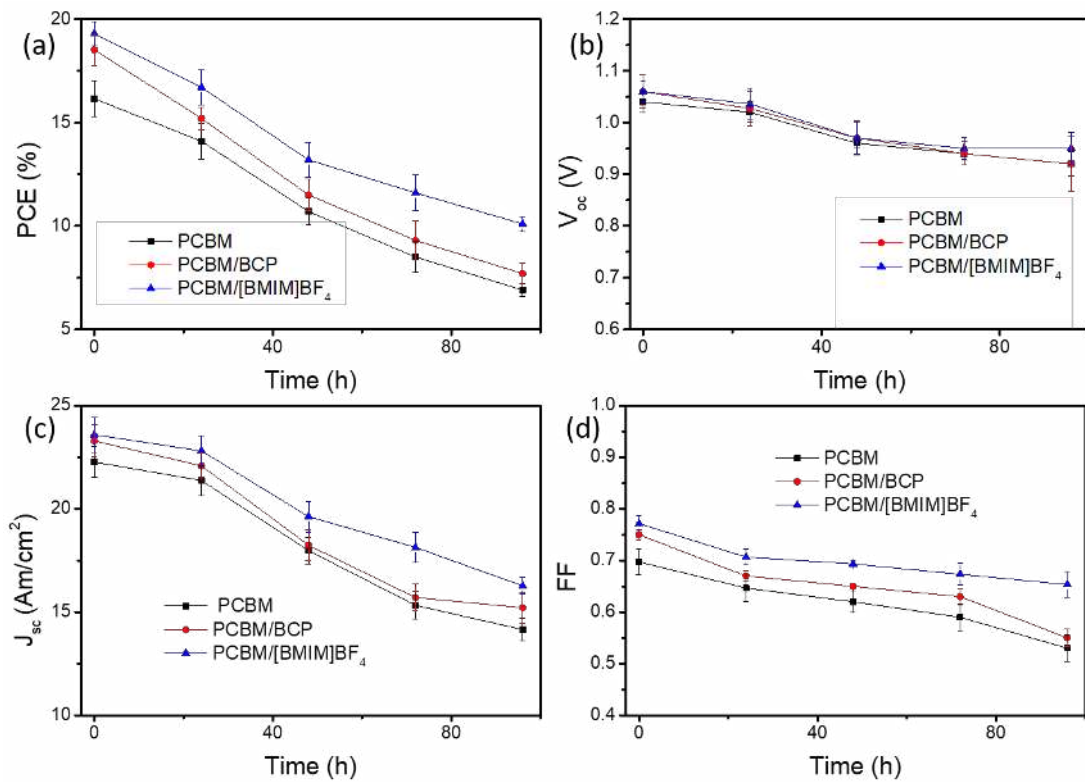 (a)
PCE (%)
20
15
10
5
PCBM
PCBM/BCP
PCBM/[BMIM]BF₄
0
40
80
Time (h)
(b)
V_oc (V)
1.2
1.1
1.0
0.9
0.8
0.7
0.6
PCBM
PCBM/BCP
PCBM/[BMIM]BF₄
0
40
80
Time (h)
(c)
J_sc (Am/cm²)
25
20
15
10
PCBM
PCBM/BCP
PCBM/[BMIM]BF₄
0
40
80
Time (h)
(d)
FF
1.0
0.9
0.8
0.7
0.6
0.5
0.4
PCBM
PCBM/BCP
PCBM/[BMIM]BF₄
0
40
80
Time (h)